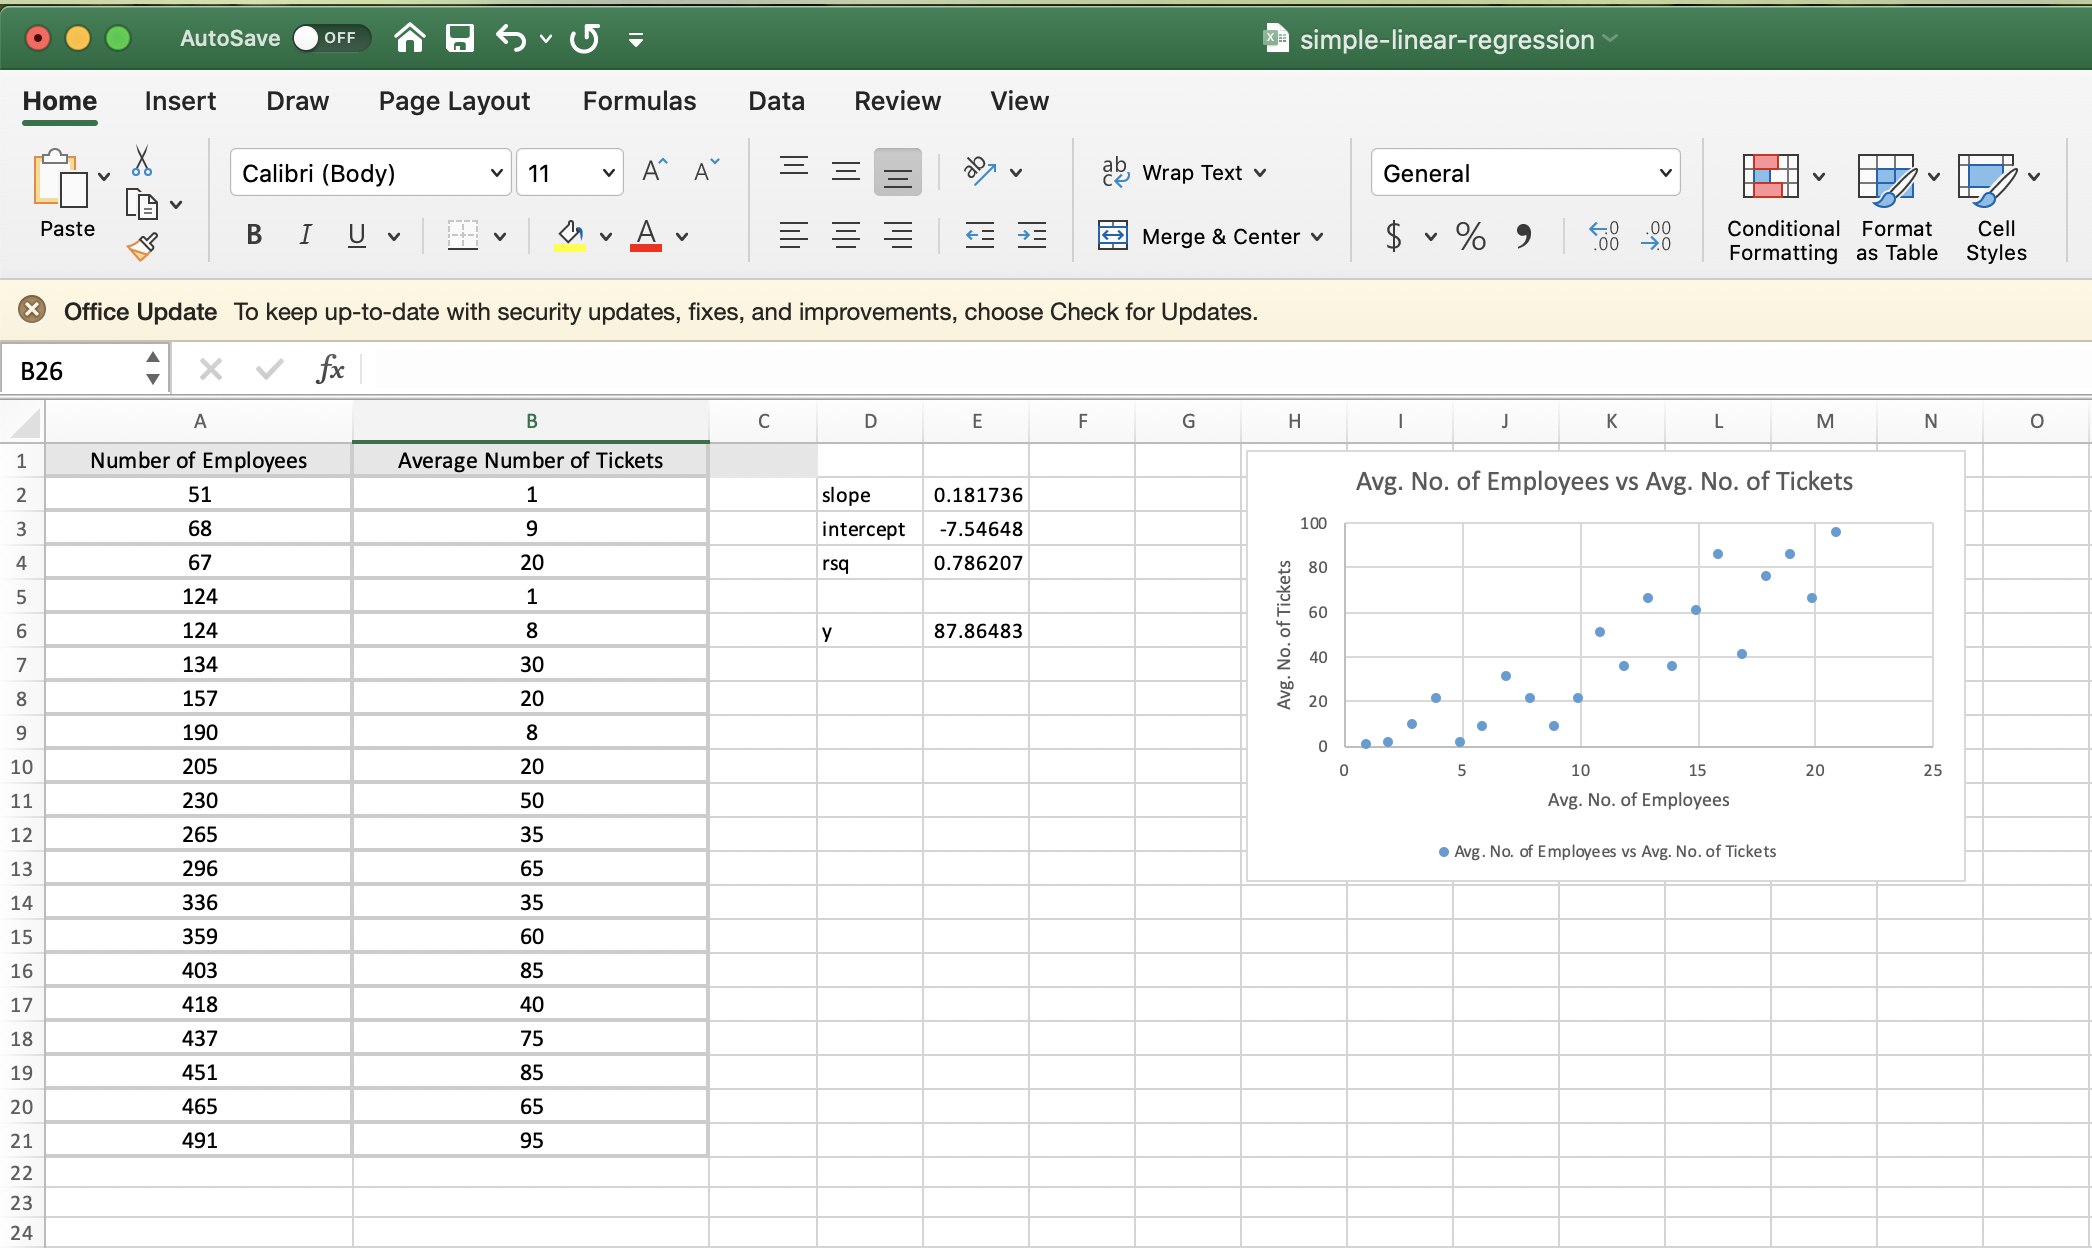 AutoSave OFF simple-linear-regression
Home Insert Draw Page Layout Formulas Data Review View
Paste Calibri (Body) 11 A A ab Wrap Text General Conditional Formatting Format as Table Cell Styles
B I U A Merge & Center $ % , .0 .00 .00 .0
Office Update To keep up-to-date with security updates, fixes, and improvements, choose Check for Updates.
B26 fx
A B C D E F G H I J K L M N O
1 Number of Employees Average Number of Tickets
2 51 1 slope 0.181736
3 68 9 intercept -7.54648
4 67 20 rsq 0.786207
5 124 1
6 124 8 y 87.86483
7 134 30
8 157 20
9 190 8
10 205 20
11 230 50
12 265 35
13 296 65
14 336 35
15 359 60
16 403 85
17 418 40
18 437 75
19 451 85
20 465 65
21 491 95
22
23
24
Avg. No. of Employees vs Avg. No. of Tickets
Avg. No. of Tickets
100
80
60
40
20
0
0 5 10 15 20 25
Avg. No. of Employees
Avg. No. of Employees vs Avg. No. of Tickets